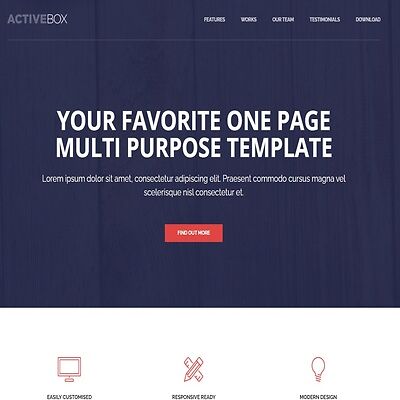 ACTIVEBOX
FEATURES WORKS OUR TEAM TESTIMONIALS DOWNLOAD
YOUR FAVORITE ONE PAGE
MULTI PURPOSE TEMPLATE
Lorem ipsum dolor sit amet, consectetur adipiscing elit. Praesent commodo cursus magna vel
scelerisque nisl consectetur et.
FIND OUT MORE
EASILY CUSTOMISED RESPONSIVE READY MODERN DESIGN